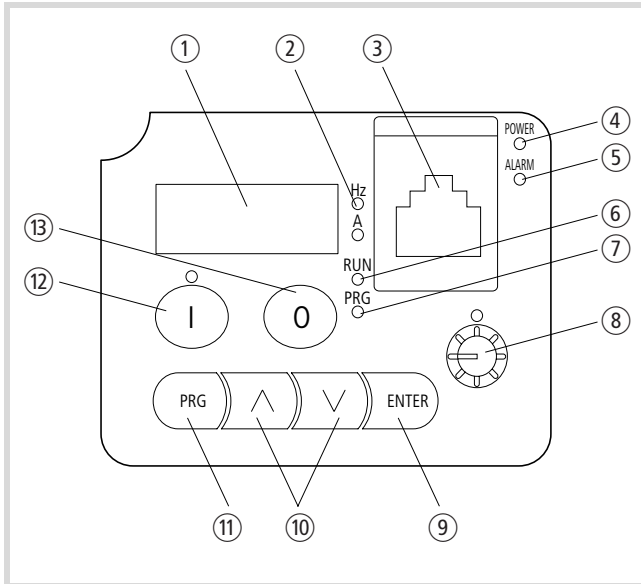 ① ② ③ ④
POWER
ALARM ⑤
Hz
A
⑥
RUN
⑦
PRG
⑬
⑫
I 0
⑧
PRG ∧ ∨ ENTER
⑪ ⑩ ⑨